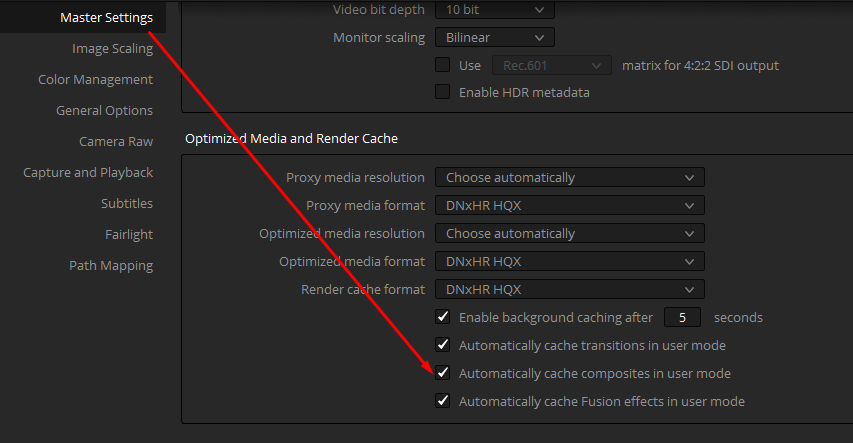 Master Settings
Image Scaling
Color Management
General Options
Camera Raw
Capture and Playback
Subtitles
Fairlight
Path Mapping
Video bit depth 10 bit
Monitor scaling Bilinear
Use Rec.601 matrix for 4:2:2 SDI output
Enable HDR metadata
Optimized Media and Render Cache
Proxy media resolution Choose automatically
Proxy media format DNxHR HQX
Optimized media resolution Choose automatically
Optimized media format DNxHR HQX
Render cache format DNxHR HQX
Enable background caching after 5 seconds
Automatically cache transitions in user mode
Automatically cache composites in user mode
Automatically cache Fusion effects in user mode